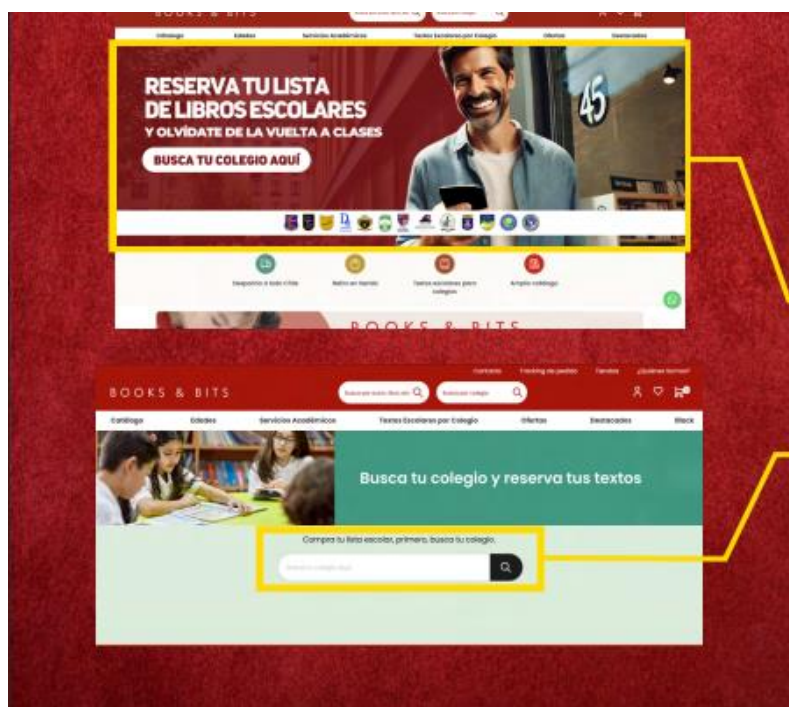 BOOKS & BITS
Catálogo Edades Servicios Académicos Textos Escolares por Colegio Ofertas Destacados
RESERVA TU LISTA
DE LIBROS ESCOLARES
Y OLVÍDATE DE LA VUELTA A CLASES
BUSCA TU COLEGIO AQUÍ
45
Despacho a todo Chile Retiro en tienda Textos escolares para Amplio catálogo
colegios
BOOKS & BITS
Contacto Tracking de pedido Tiendas ¿Quiénes Somos?
BOOKS & BITS
Catálogo Edades Servicios Académicos Textos Escolares por Colegio Ofertas Destacados Black
Busca tu colegio y reserva tus textos
Compra tu lista escolar, primero, busca tu colegio.